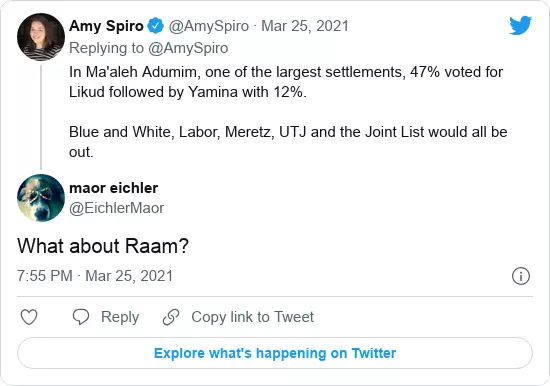 Amy Spiro @AmySpiro · Mar 25, 2021
Replying to @AmySpiro
In Ma'aleh Adumim, one of the largest settlements, 47% voted for
Likud followed by Yamina with 12%.
Blue and White, Labor, Meretz, UTJ and the Joint List would all be
out.
maor eichler
@EichlerMaor
What about Raam?
7:55 PM · Mar 25, 2021
Reply Copy link to Tweet
Explore what's happening on Twitter